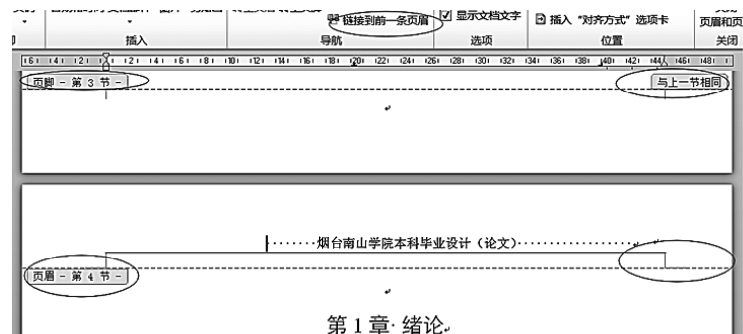 链接到前一条页眉
显示文档文字
插入 "对齐方式" 选项卡
页眉和页
插入
导航
选项
位置
关闭
页脚 - 第 3 节 -
与上一节相同
烟台南山学院本科毕业设计（论文）
页眉 - 第 4 节 -
第 1 章 绪论